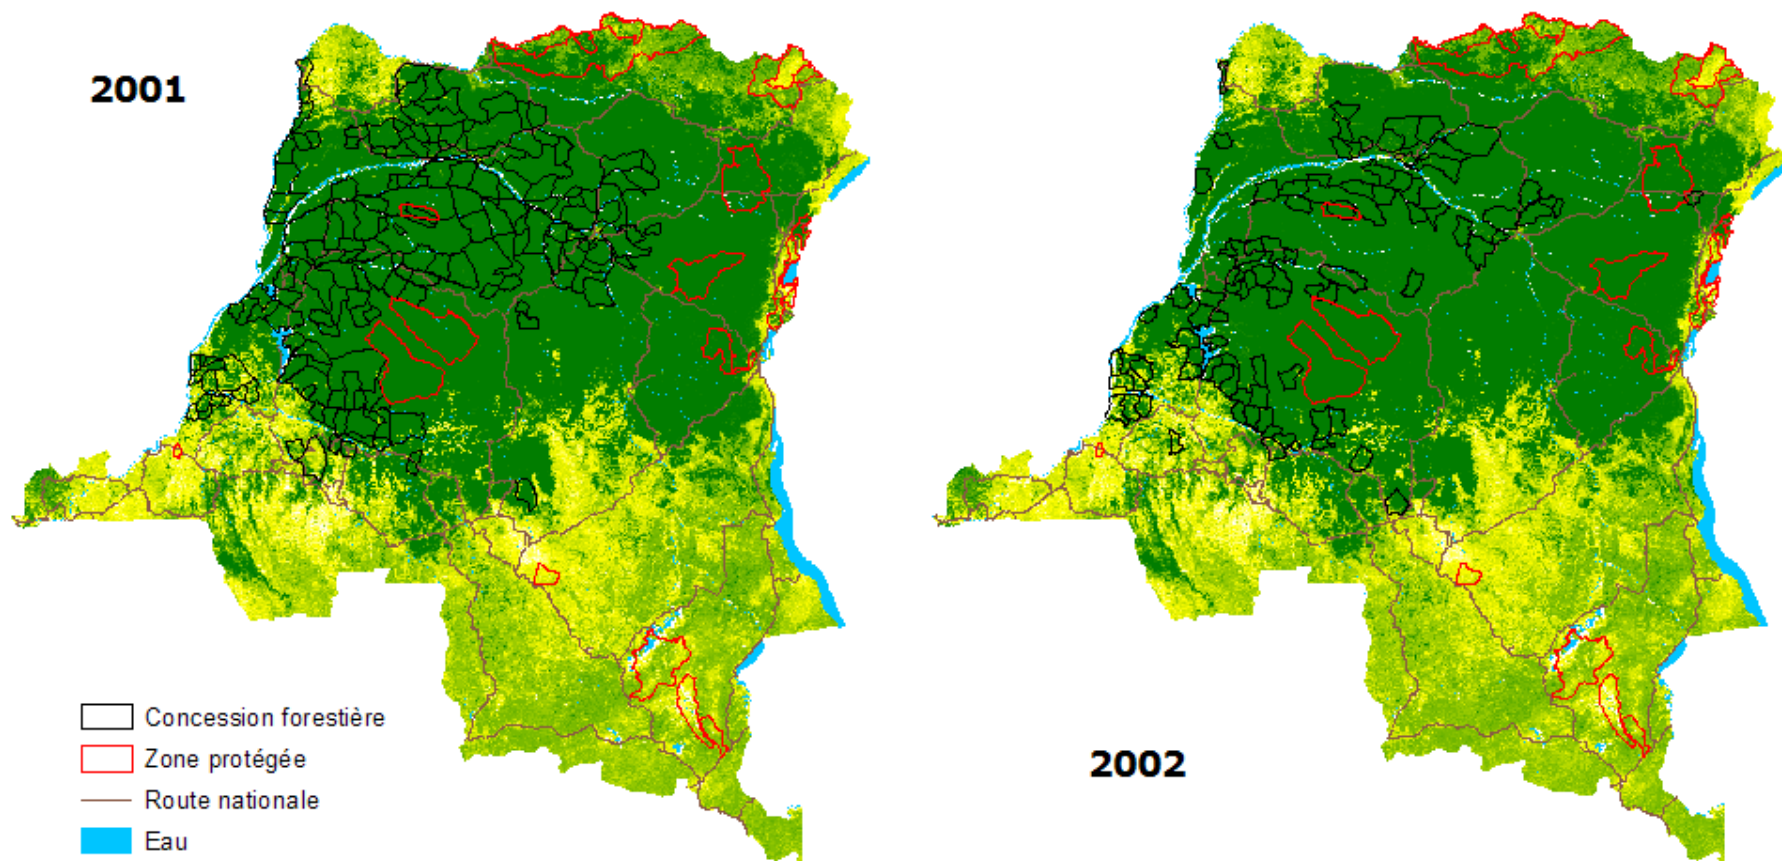 2001
Concession forestière
Zone protégée
Route nationale
Eau
2002